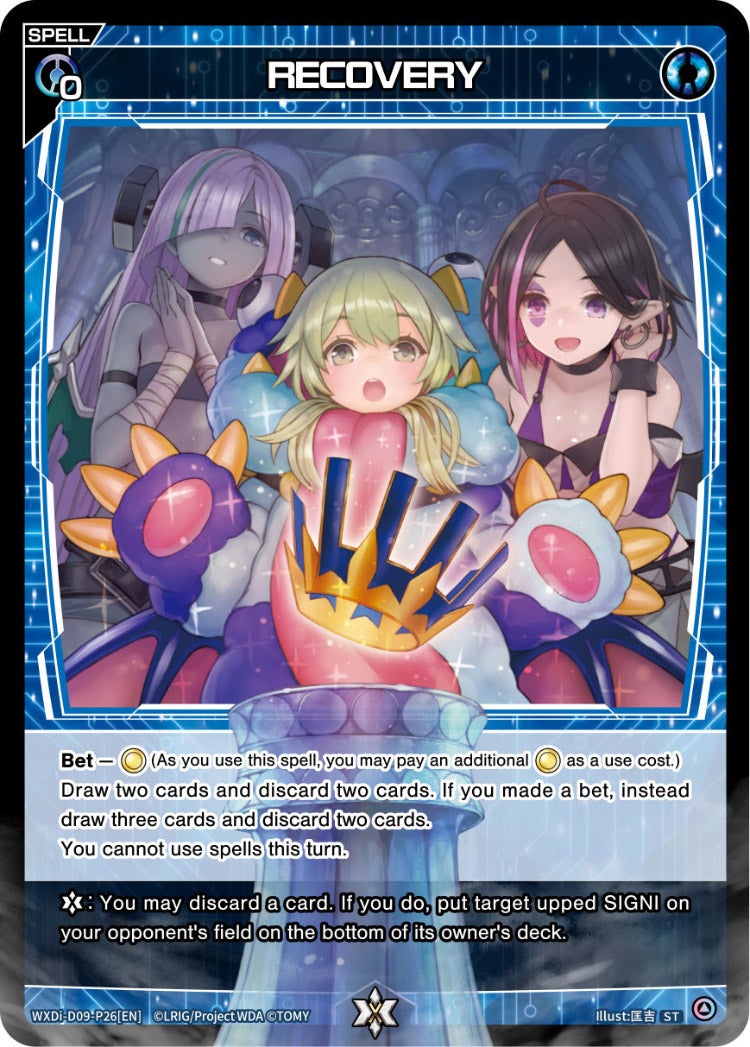 SPELL
0
RECOVERY
Bet — (As you use this spell, you may pay an additional as a use cost.)
Draw two cards and discard two cards. If you made a bet, instead
draw three cards and discard two cards.
You cannot use spells this turn.
: You may discard a card. If you do, put target upped SIGNI on
your opponent's field on the bottom of its owner's deck.
WXDi-D09-P26[EN] ©LRIG/Project WDA ©TOMY Illust:匡吉 ST